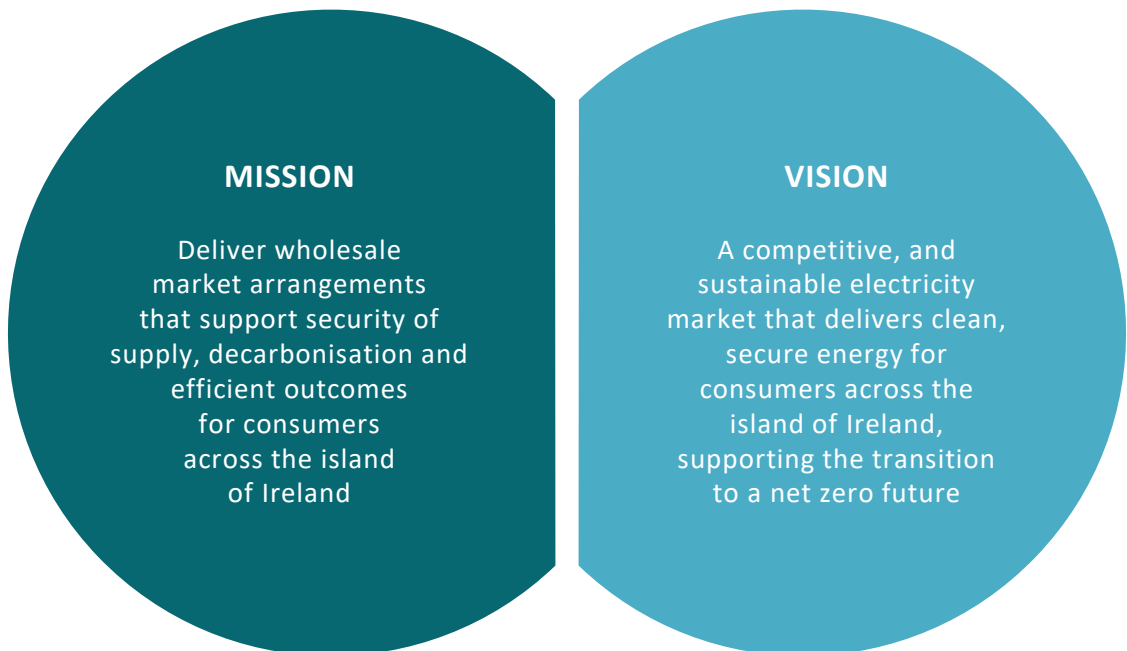 MISSION
Deliver wholesale
market arrangements
that support security of
supply, decarbonisation and
efficient outcomes
for consumers
across the island
of Ireland
VISION
A competitive, and
sustainable electricity
market that delivers clean,
secure energy for
consumers across the
island of Ireland,
supporting the transition
to a net zero future